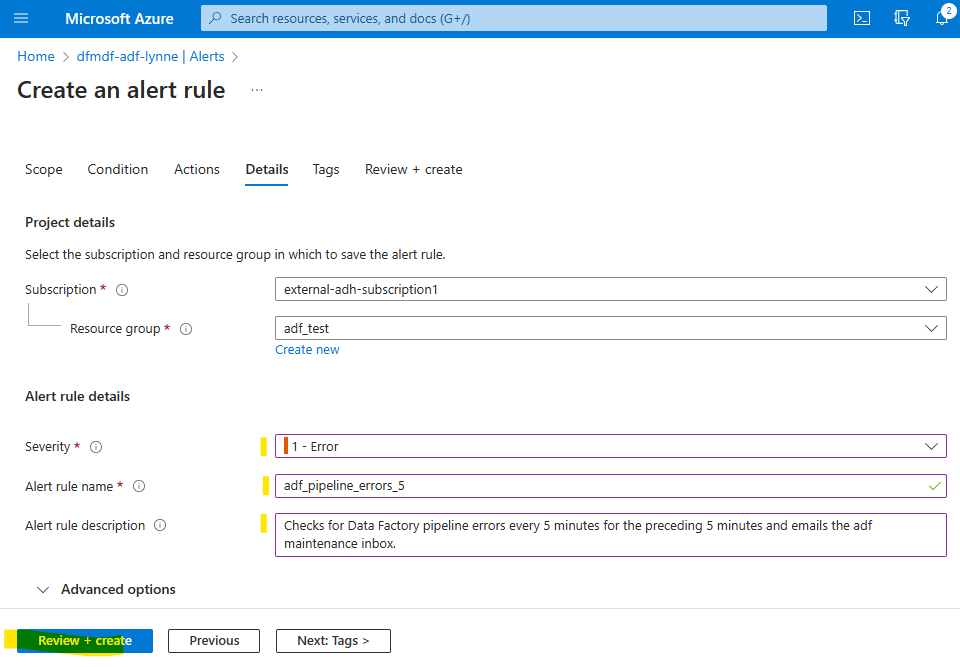 Microsoft Azure
Search resources, services, and docs (G+/)
2
Home > dfmdf-adf-lynne | Alerts >
Create an alert rule ...
Scope Condition Actions Details Tags Review + create
Project details
Select the subscription and resource group in which to save the alert rule.
Subscription * external-adh-subscription1
Resource group * adf_test
Create new
Alert rule details
Severity * 1 - Error
Alert rule name * adf_pipeline_errors_5
Alert rule description Checks for Data Factory pipeline errors every 5 minutes for the preceding 5 minutes and emails the adf
maintenance inbox.
Advanced options
Review + create Previous Next: Tags >